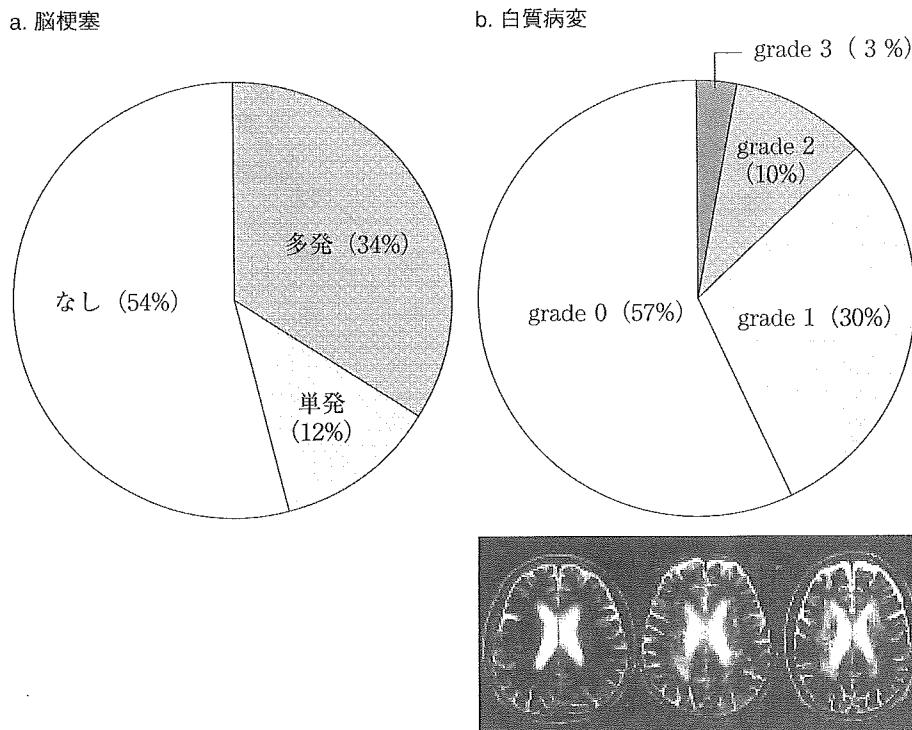 a. 脳梗塞
多発 (34%)
なし (54%)
単発
(12%)
b. 白質病変
grade 3 ( 3 %)
grade 2
(10%)
grade 0 (57%)
grade 1 (30%)